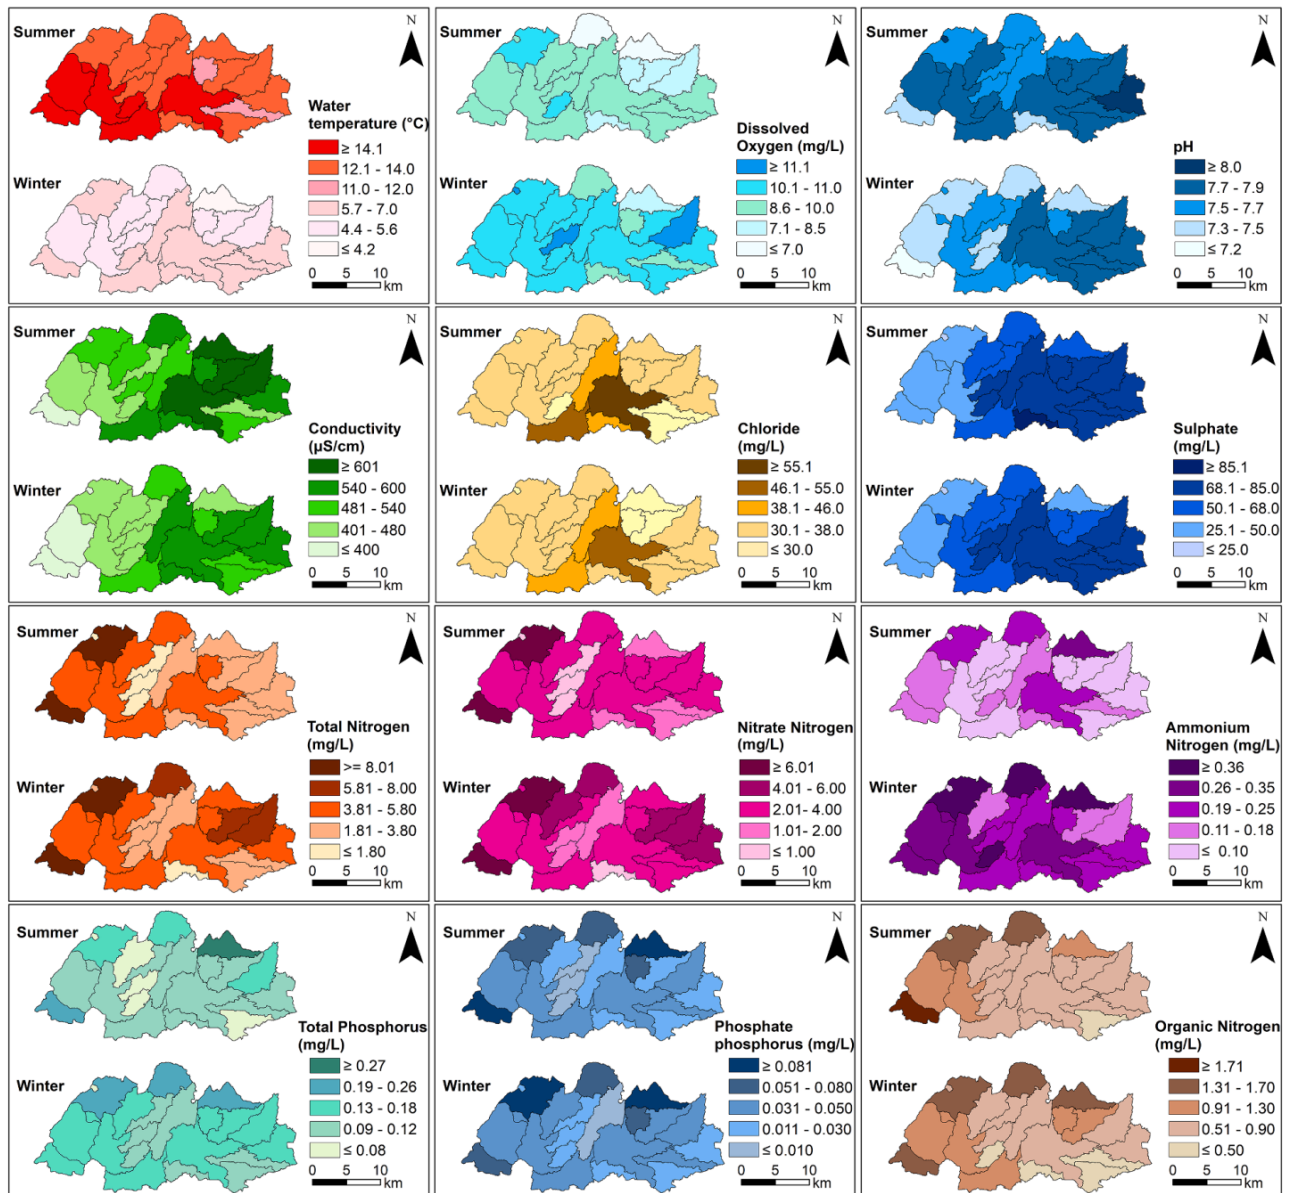 Summer
N
Water
temperature (°C)
≥ 14.1
12.1 - 14.0
11.0 - 12.0
5.7 - 7.0
4.4 - 5.6
≤ 4.2
Winter
0 5 10
km
Summer
N
Dissolved
Oxygen (mg/L)
≥ 11.1
10.1 - 11.0
8.6 - 10.0
7.1 - 8.5
≤ 7.0
Winter
0 5 10
km
Summer
N
pH
≥ 8.0
7.7 - 7.9
7.5 - 7.7
7.3 - 7.5
≤ 7.2
Winter
0 5 10
km
Summer
N
Conductivity
(µS/cm)
≥ 601
540 - 600
481 - 540
401 - 480
≤ 400
Winter
0 5 10
km
Summer
N
Chloride
(mg/L)
≥ 55.1
46.1 - 55.0
38.1 - 46.0
30.1 - 38.0
≤ 30.0
Winter
0 5 10
km
Summer
N
Sulphate
(mg/L)
≥ 85.1
68.1 - 85.0
50.1 - 68.0
25.1 - 50.0
≤ 25.0
Winter
0 5 10
km
Summer
N
Total Nitrogen
(mg/L)
>= 8.01
5.81 - 8.00
3.81 - 5.80
1.81 - 3.80
≤ 1.80
Winter
0 5 10
km
Summer
N
Nitrate Nitrogen
(mg/L)
≥ 6.01
4.01 - 6.00
2.01 - 4.00
1.01- 2.00
≤ 1.00
Winter
0 5 10
km
Summer
N
Ammonium
Nitrogen (mg/L)
≥ 0.36
0.26 - 0.35
0.19 - 0.25
0.11 - 0.18
≤ 0.10
Winter
0 5 10
km
Summer
N
Total Phosphorus
(mg/L)
≥ 0.27
0.19 - 0.26
0.13 - 0.18
0.09 - 0.12
≤ 0.08
Winter
0 5 10
km
Summer
N
Phosphate
phosphorus (mg/L)
≥ 0.081
0.051 - 0.080
0.031 - 0.050
0.011 - 0.030
≤ 0.010
Winter
0 5 10
km
Summer
N
Organic Nitrogen
(mg/L)
≥ 1.71
1.31 - 1.70
0.91 - 1.30
0.51 - 0.90
≤ 0.50
Winter
0 5 10
km